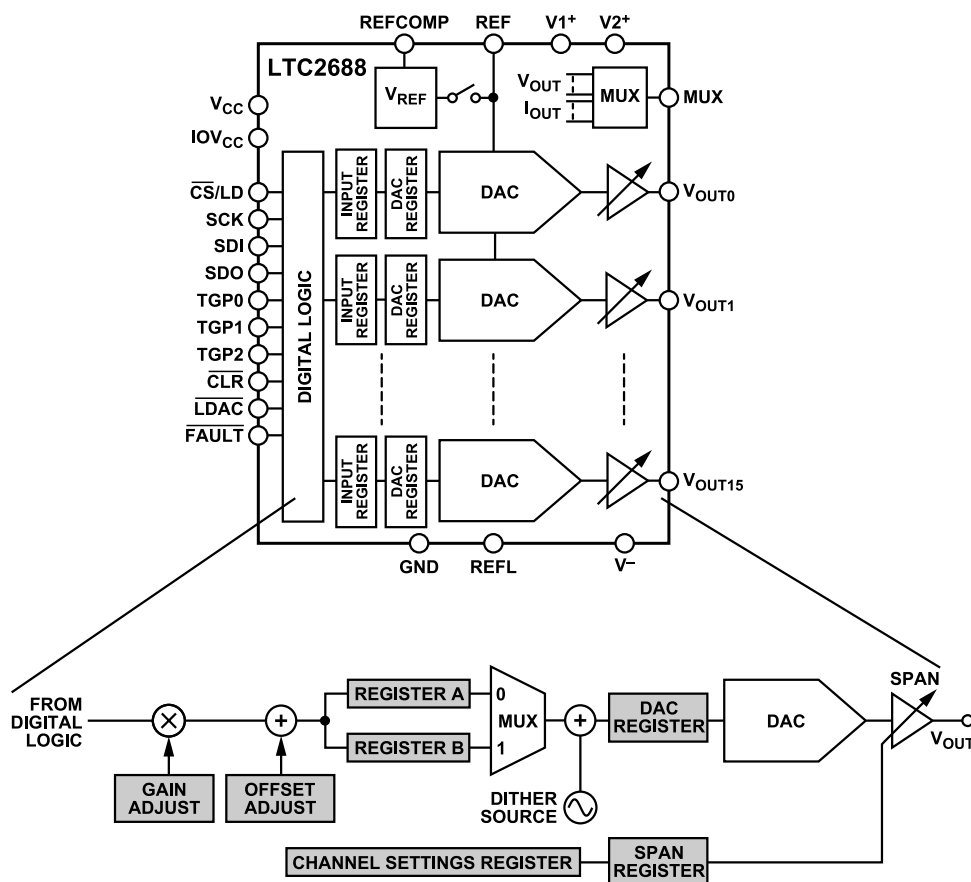 REFCOMP
REF
V1+
V2+
LTC2688
VREF
VOUT
IOUT
MUX
MUX
VCC
IOVCC
CS/LD
SCK
SDI
SDO
TGP0
TGP1
TGP2
CLR
LDAC
FAULT
DIGITAL LOGIC
INPUT
REGISTER
DAC
REGISTER
DAC
VOUT0
INPUT
REGISTER
DAC
REGISTER
DAC
VOUT1
INPUT
REGISTER
DAC
REGISTER
DAC
VOUT15
GND
REFL
V–
FROM
DIGITAL
LOGIC
×
+
GAIN
ADJUST
OFFSET
ADJUST
REGISTER A
REGISTER B
0
1
MUX
+
DITHER
SOURCE
DAC
REGISTER
DAC
SPAN
VOUT
CHANNEL SETTINGS REGISTER
SPAN
REGISTER